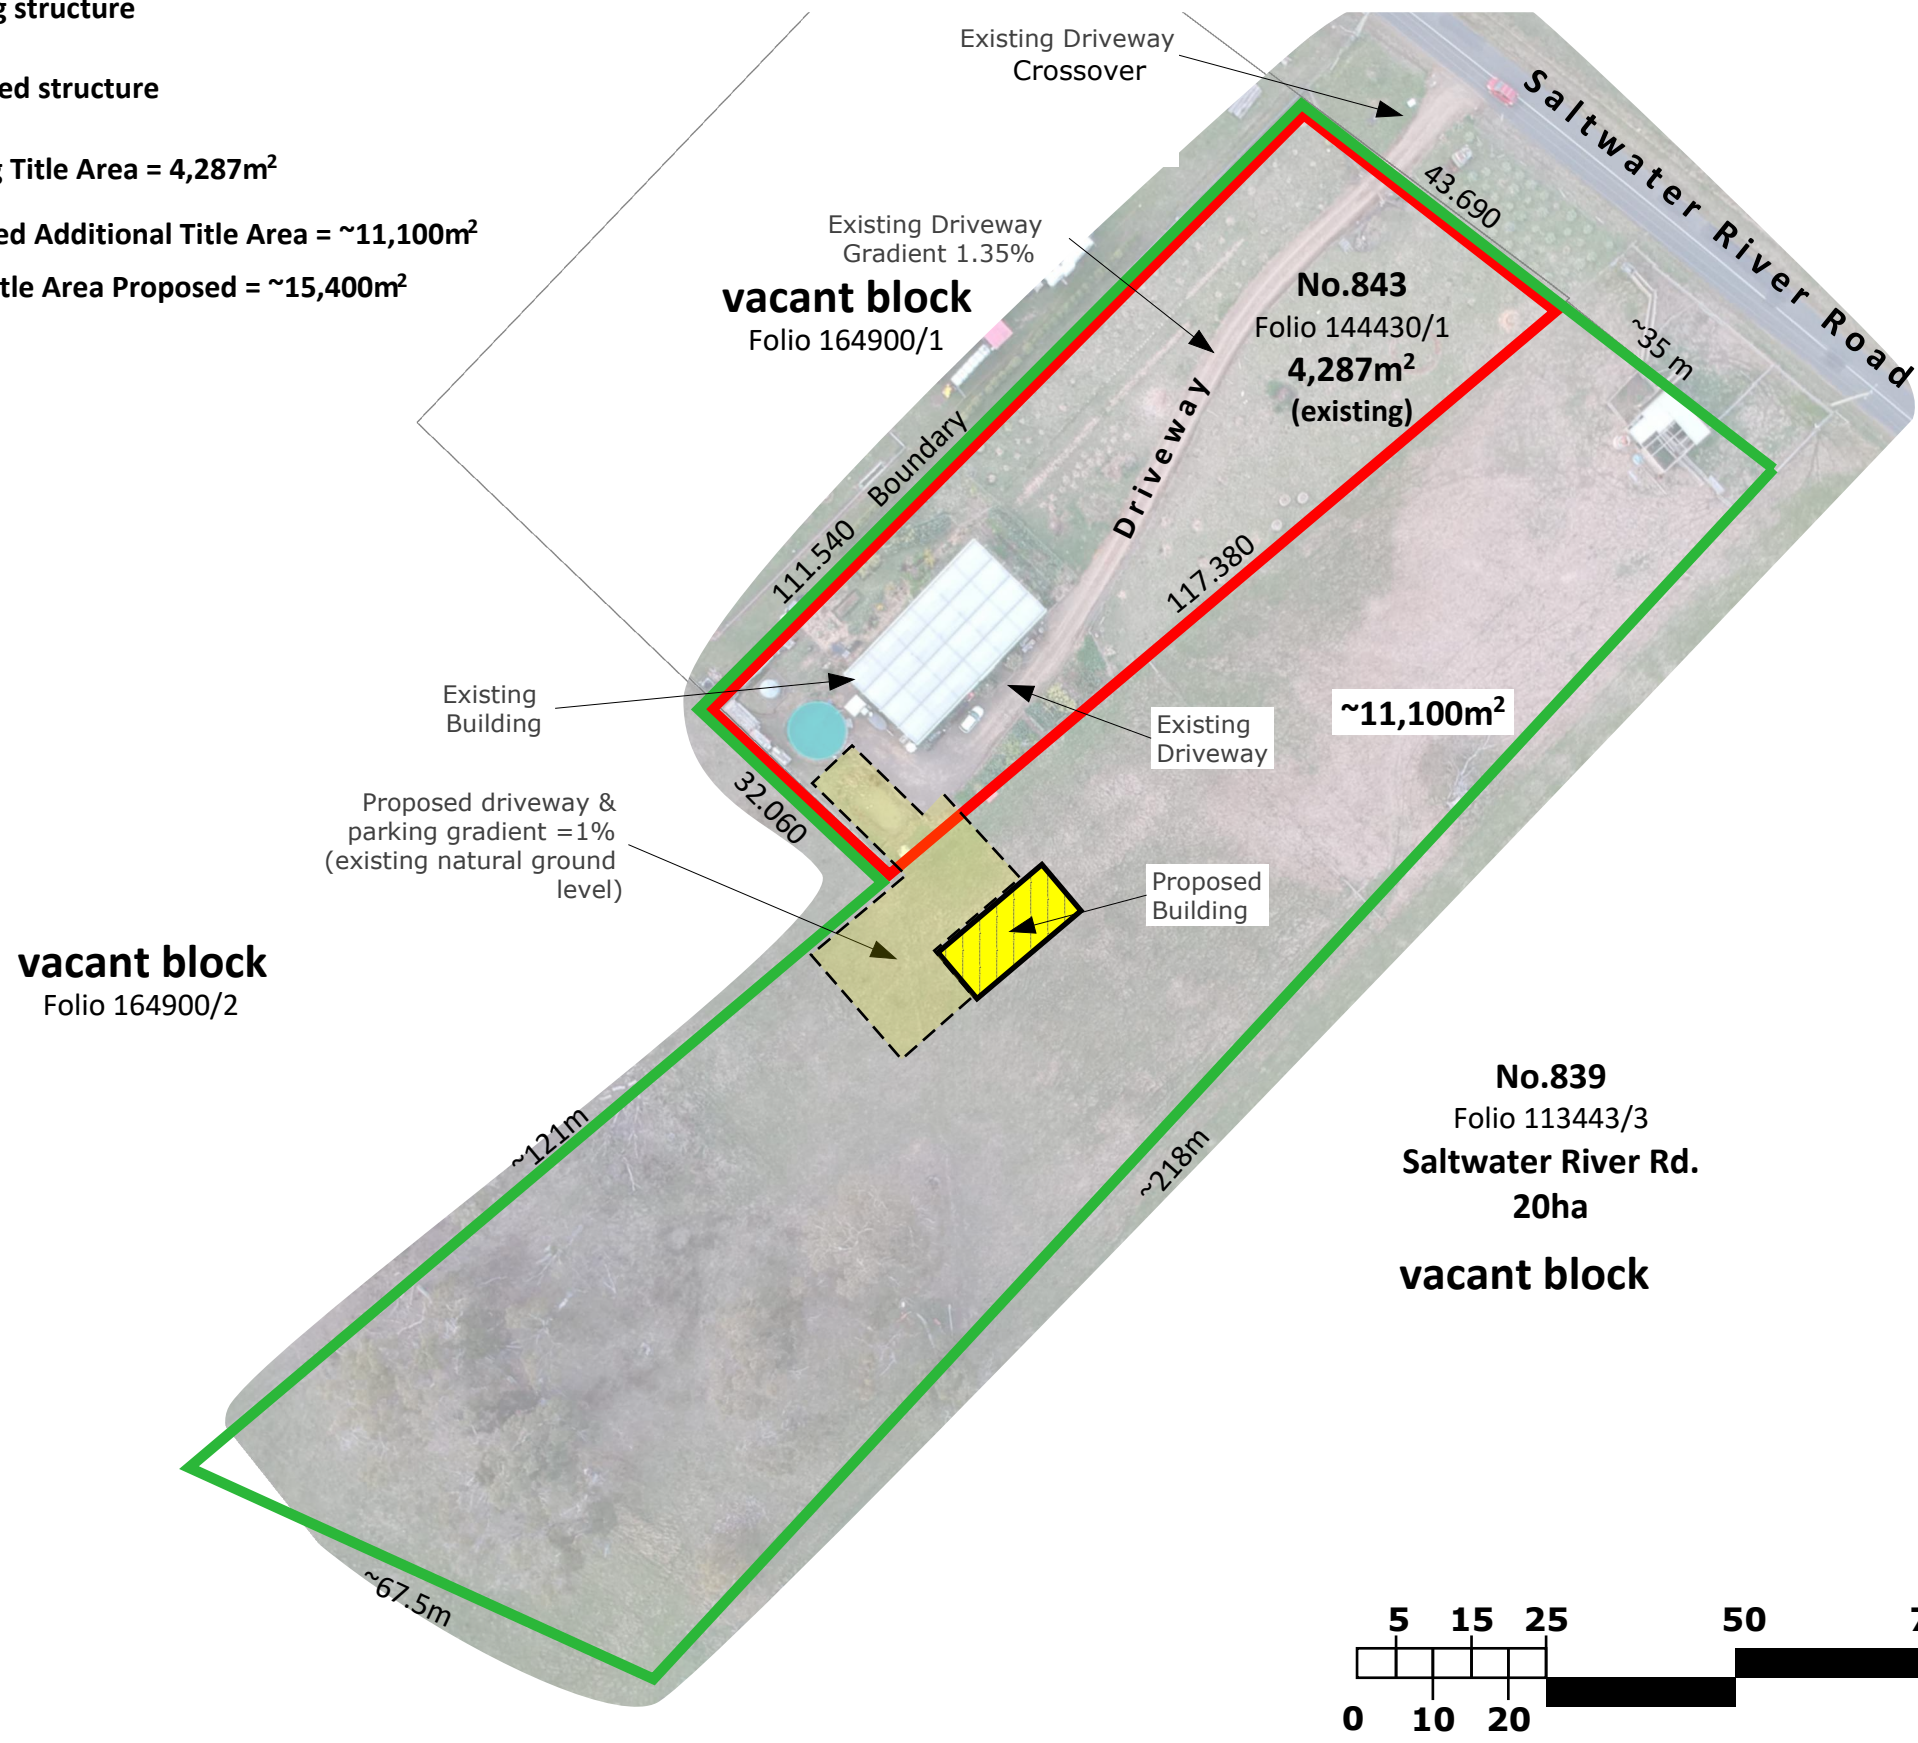 structure
structure
Title Area = 4,287m²
Additional Title Area = ~11,100m²
Area Proposed = ~15,400m²
Existing Driveway
Crossover
Saltwater River Road
43.690
~35 m
Existing Driveway
Gradient 1.35%
vacant block
Folio 164900/1
No.843
Folio 144430/1
4,287m²
(existing)
Driveway
Boundary
111.540
117.380
Existing
Building
~11,100m²
Existing
Driveway
32.060
Proposed driveway &
parking gradient =1%
(existing natural ground
level)
Proposed
Building
vacant block
Folio 164900/2
No.839
Folio 113443/3
Saltwater River Rd.
20ha
vacant block
~121m
~218m
~67.5m
5 15 25 50
0 10 20